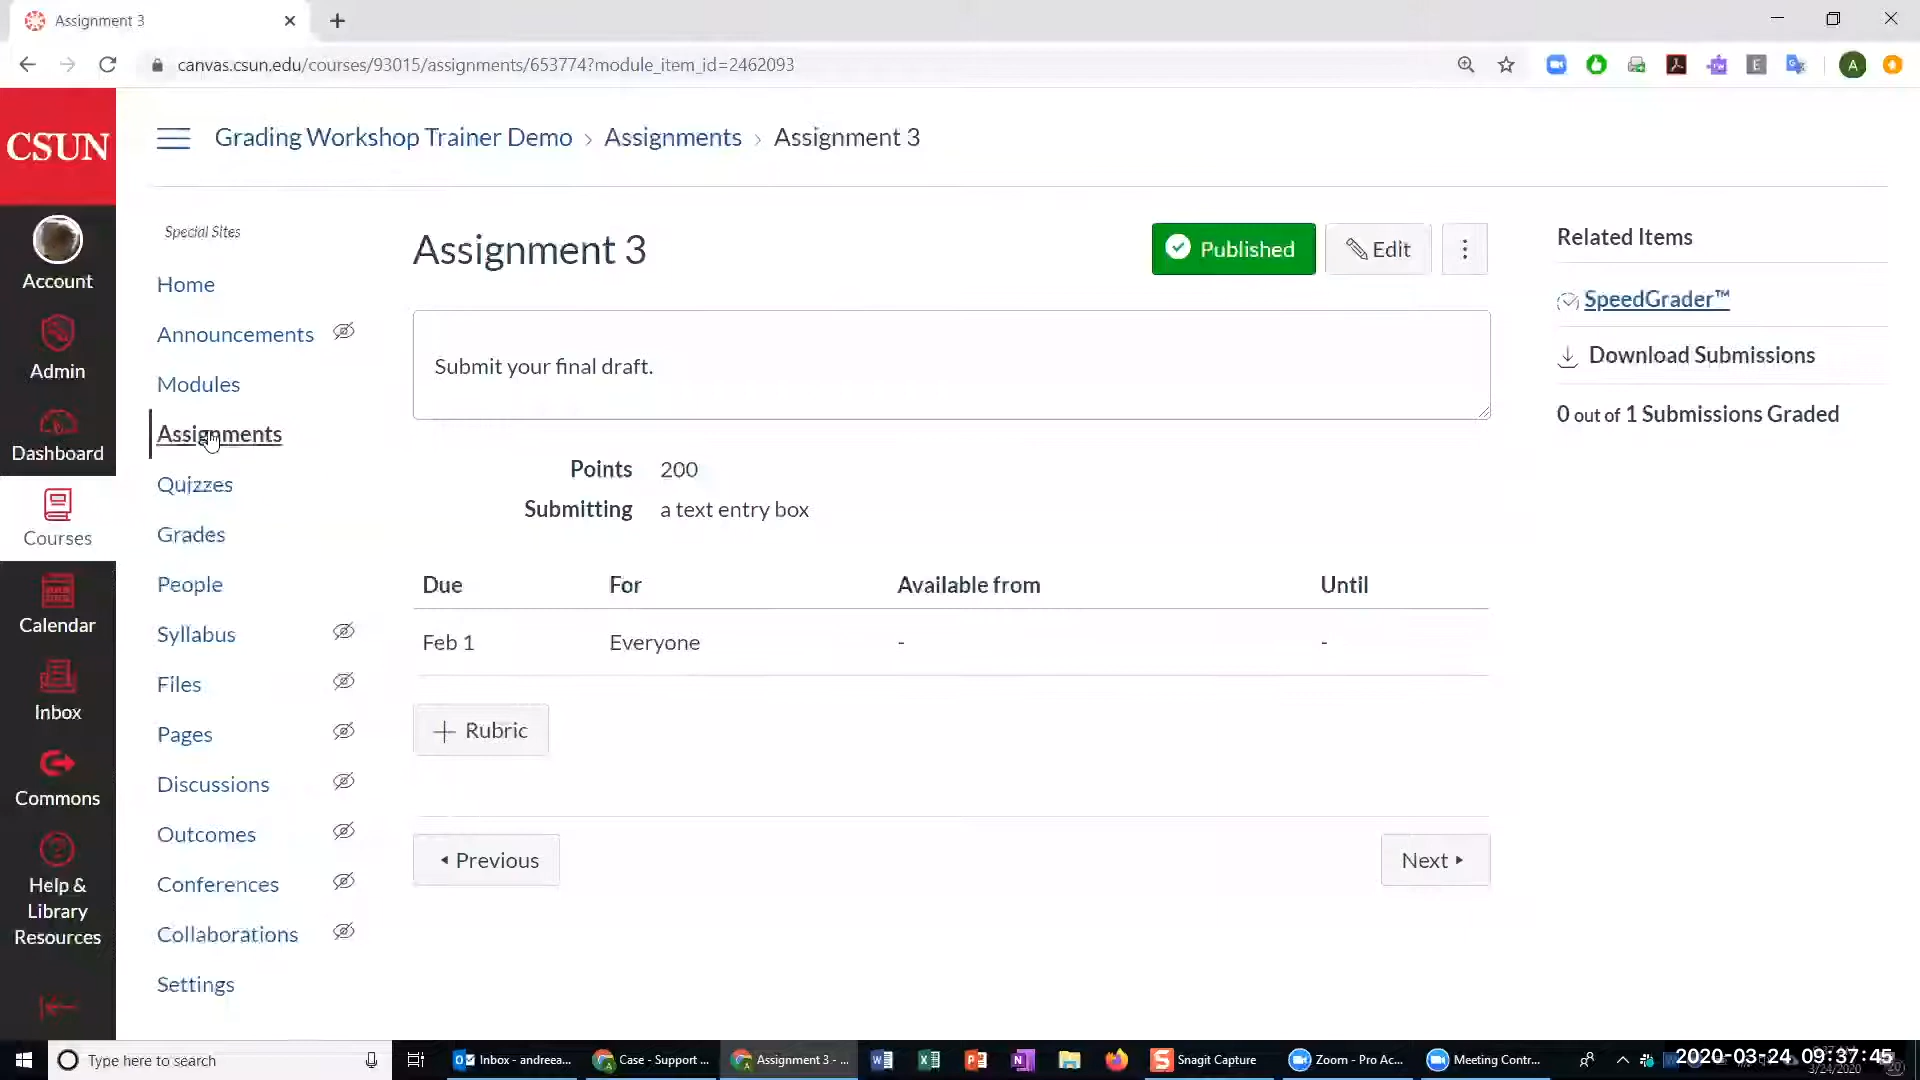 Assignment 3
canvas.csun.edu/courses/93015/assignments/653774?module_item_id=2462093
A
CSUN
Account
Admin
Dashboard
Courses
Calendar
Inbox
Commons
Help &
Library
Resources
Grading Workshop Trainer Demo › Assignments › Assignment 3
Special Sites
Home
Announcements
Modules
Assignments
Quizzes
Grades
People
Syllabus
Files
Pages
Discussions
Outcomes
Conferences
Collaborations
Settings
Assignment 3
Published
Edit
Submit your final draft.
Points 200
Submitting a text entry box
Due For Available from Until
Feb 1 Everyone - -
+ Rubric
Previous
Next
Related Items
SpeedGrader™
Download Submissions
0 out of 1 Submissions Graded
Type here to search
Inbox - andreea...
Case - Support ...
Assignment 3 - ...
Snagit Capture
Zoom - Pro Ac...
Meeting Contr...
2020-03-24 09:37:45
3/24/2020